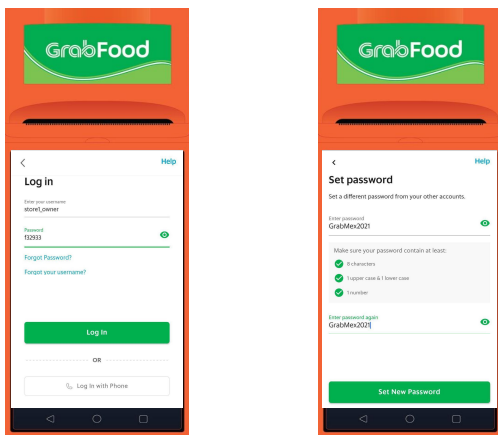 GrabFood
Help
Log in
Enter your username
store1_owner
Password
f32933
Forgot Password?
Forgot your username?
Log In
OR
Log In with Phone
GrabFood
Help
Set password
Set a different password from your other accounts.
Enter password
GrabMex2021
Make sure your password contain at least:
8 characters
1 upper case & 1 lower case
1 number
Enter password again
GrabMex2021
Set New Password